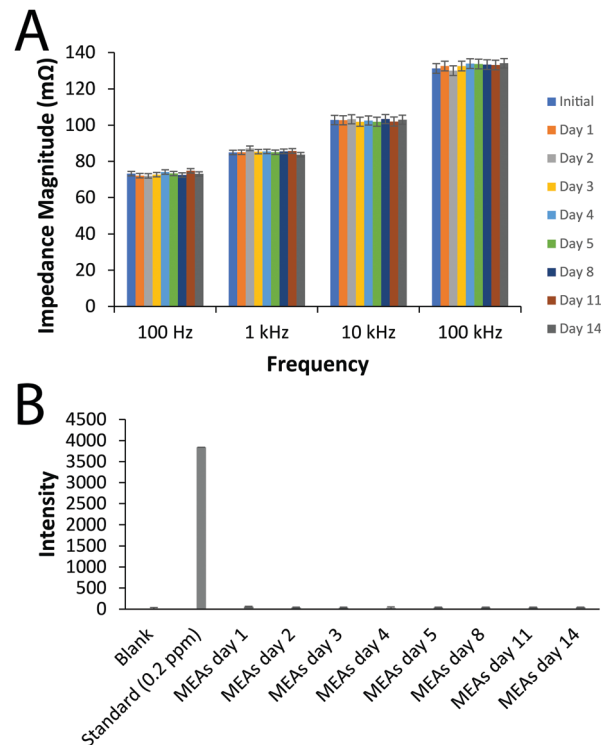 A
Impedance Magnitude (mΩ)
140
120
100
80
60
40
20
0
100 Hz
1 kHz
10 kHz
100 kHz
Frequency
Initial
Day 1
Day 2
Day 3
Day 4
Day 5
Day 8
Day 11
Day 14
B
Intensity
4500
4000
3500
3000
2500
2000
1500
1000
500
0
Blank
Standard (0.2 ppm)
MEAs day 1
MEAs day 2
MEAs day 3
MEAs day 4
MEAs day 5
MEAs day 8
MEAs day 11
MEAs day 14